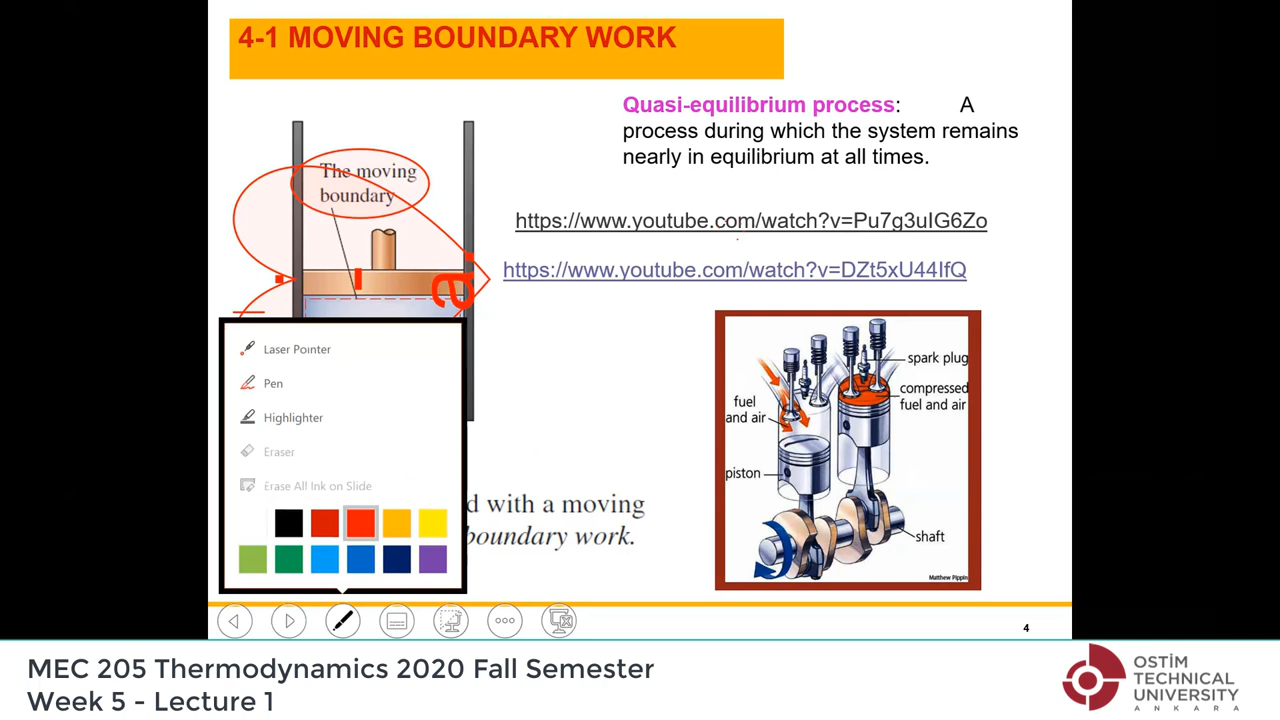 4-1 MOVING BOUNDARY WORK
Quasi-equilibrium process: A
process during which the system remains
nearly in equilibrium at all times.
The moving
boundary
https://www.youtube.com/watch?v=Pu7g3uIG6Zo
https://www.youtube.com/watch?v=DZt5xU44IfQ
a.
Laser Pointer
Pen
Highlighter
Eraser
Erase All Ink on Slide
d with a moving
boundary work.
spark plug
compressed
fuel and air
fuel
and air
piston
shaft
Matthew Pippin
4
MEC 205 Thermodynamics 2020 Fall Semester
Week 5 - Lecture 1
OSTİM
TECHNICAL
UNIVERSITY
ANKARA